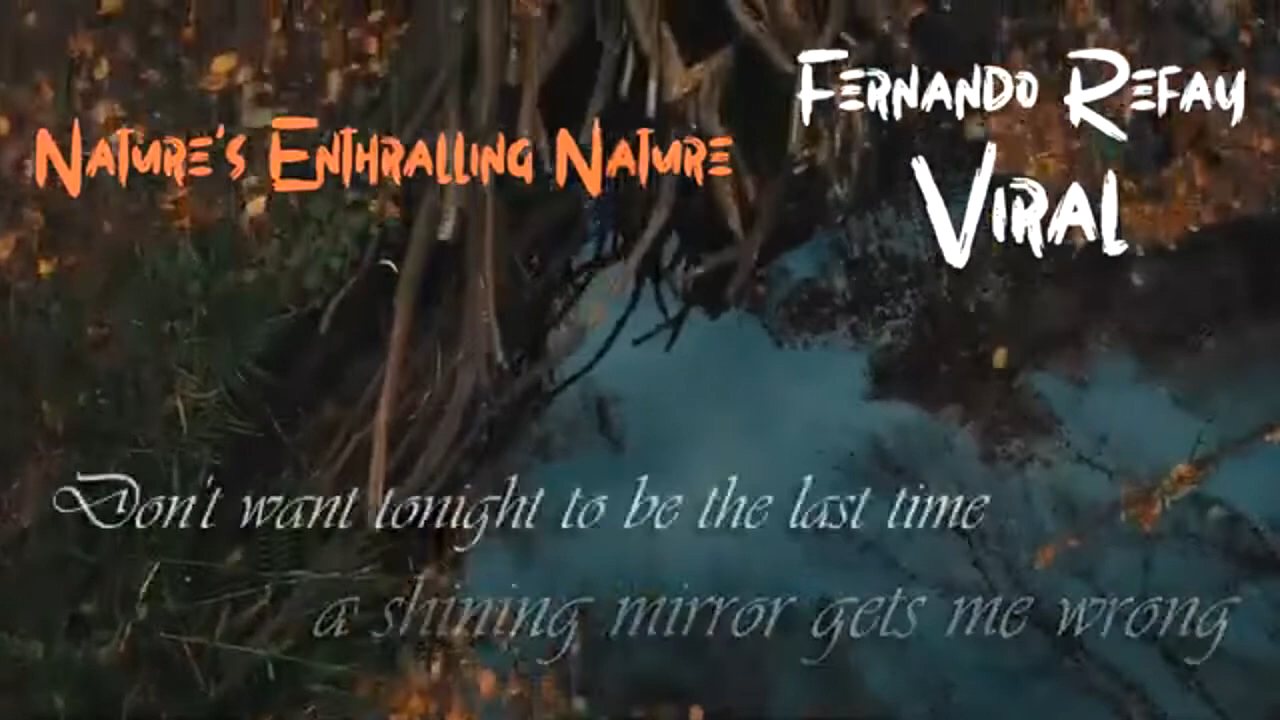 Fernando Refay
Nature's Enthralling Nature
Viral
Don't want tonight to be the last time
a shining mirror gets me wrong